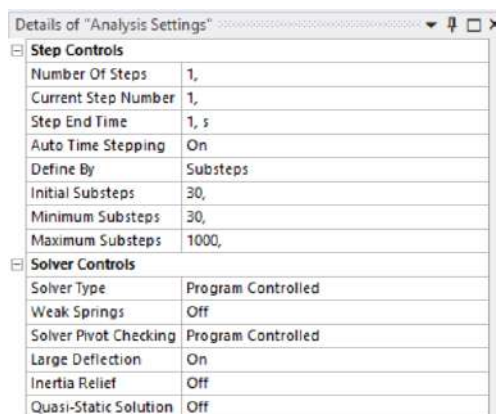 Details of "Analysis Settings"
Step Controls
Number Of Steps 1,
Current Step Number 1,
Step End Time 1, s
Auto Time Stepping On
Define By Substeps
Initial Substeps 30,
Minimum Substeps 30,
Maximum Substeps 1000,
Solver Controls
Solver Type Program Controlled
Weak Springs Off
Solver Pivot Checking Program Controlled
Large Deflection On
Inertia Relief Off
Quasi-Static Solution Off